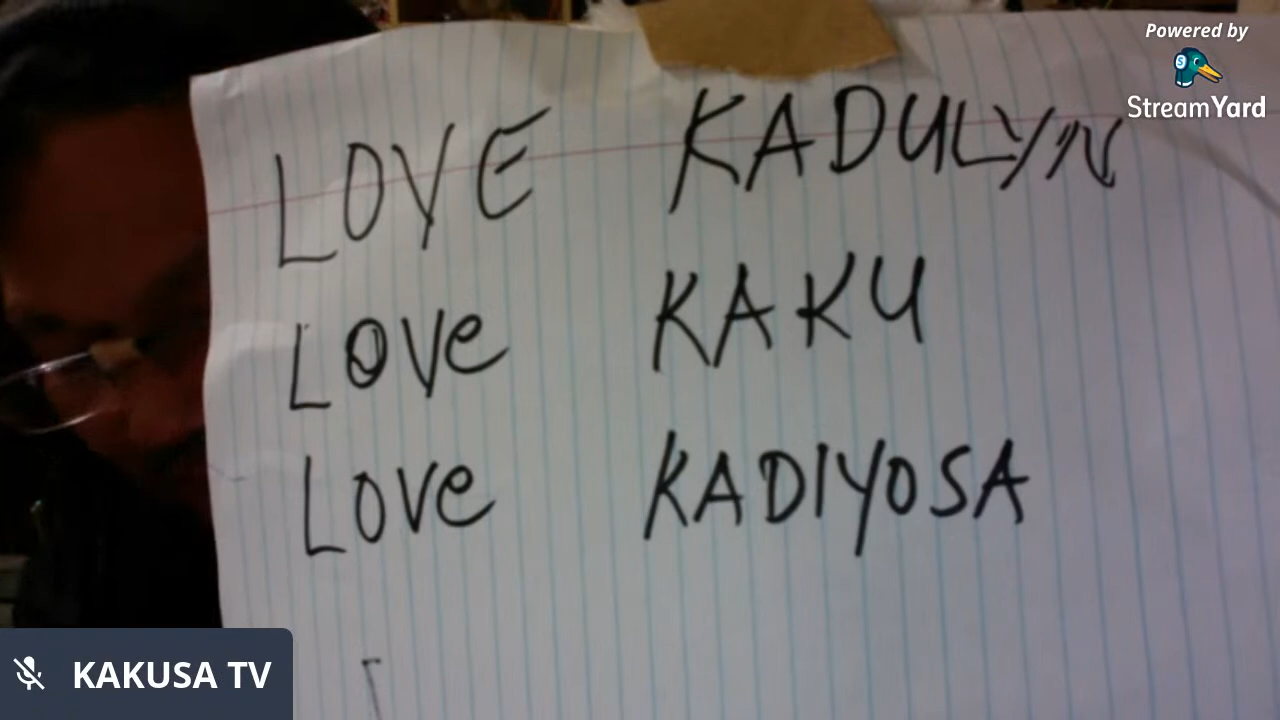 Powered by
StreamYard
LOVE KADULYN
LOVe KAKU
LOVe KADIYOSA
KAKUSA TV